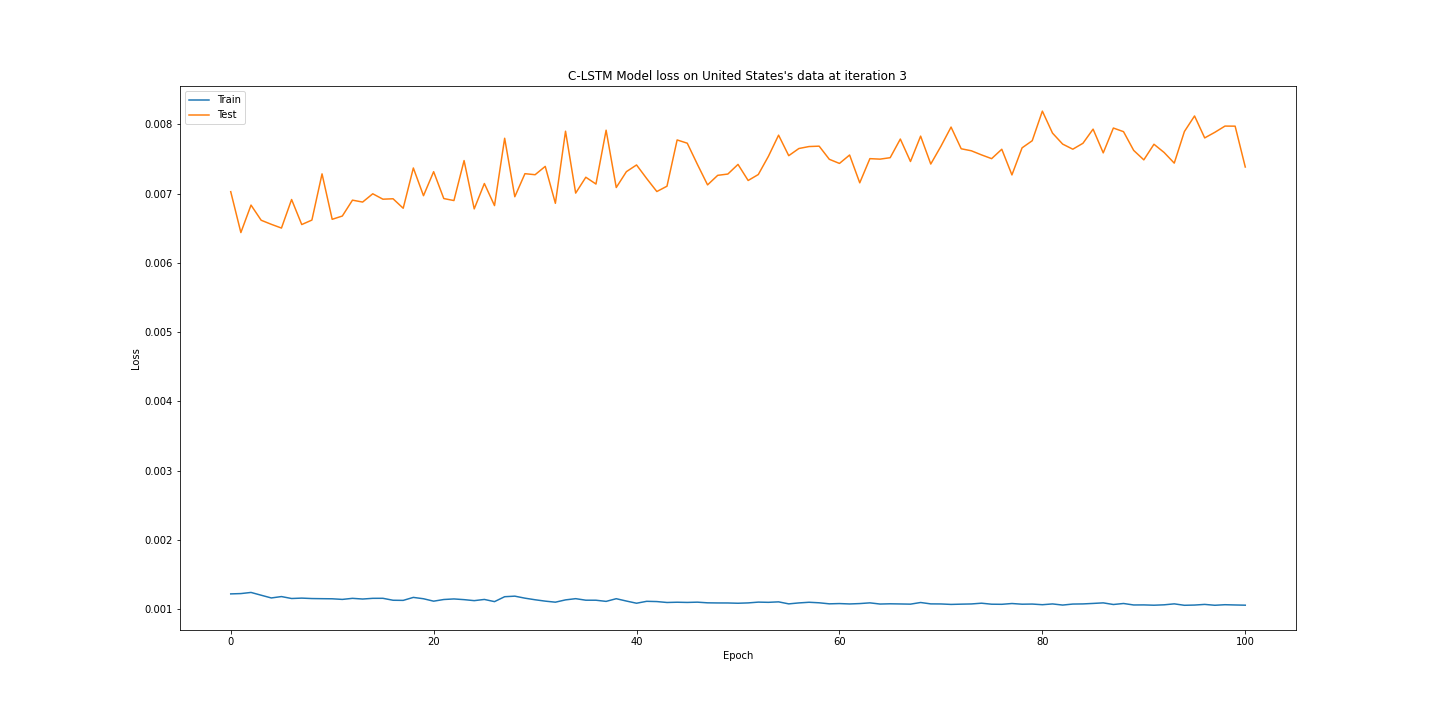 C-LSTM Model loss on United States's data at iteration 3
Train
Test
0.008
0.007
0.006
0.005
0.004
0.003
0.002
0.001
Loss
0 20 40 60 80 100
Epoch